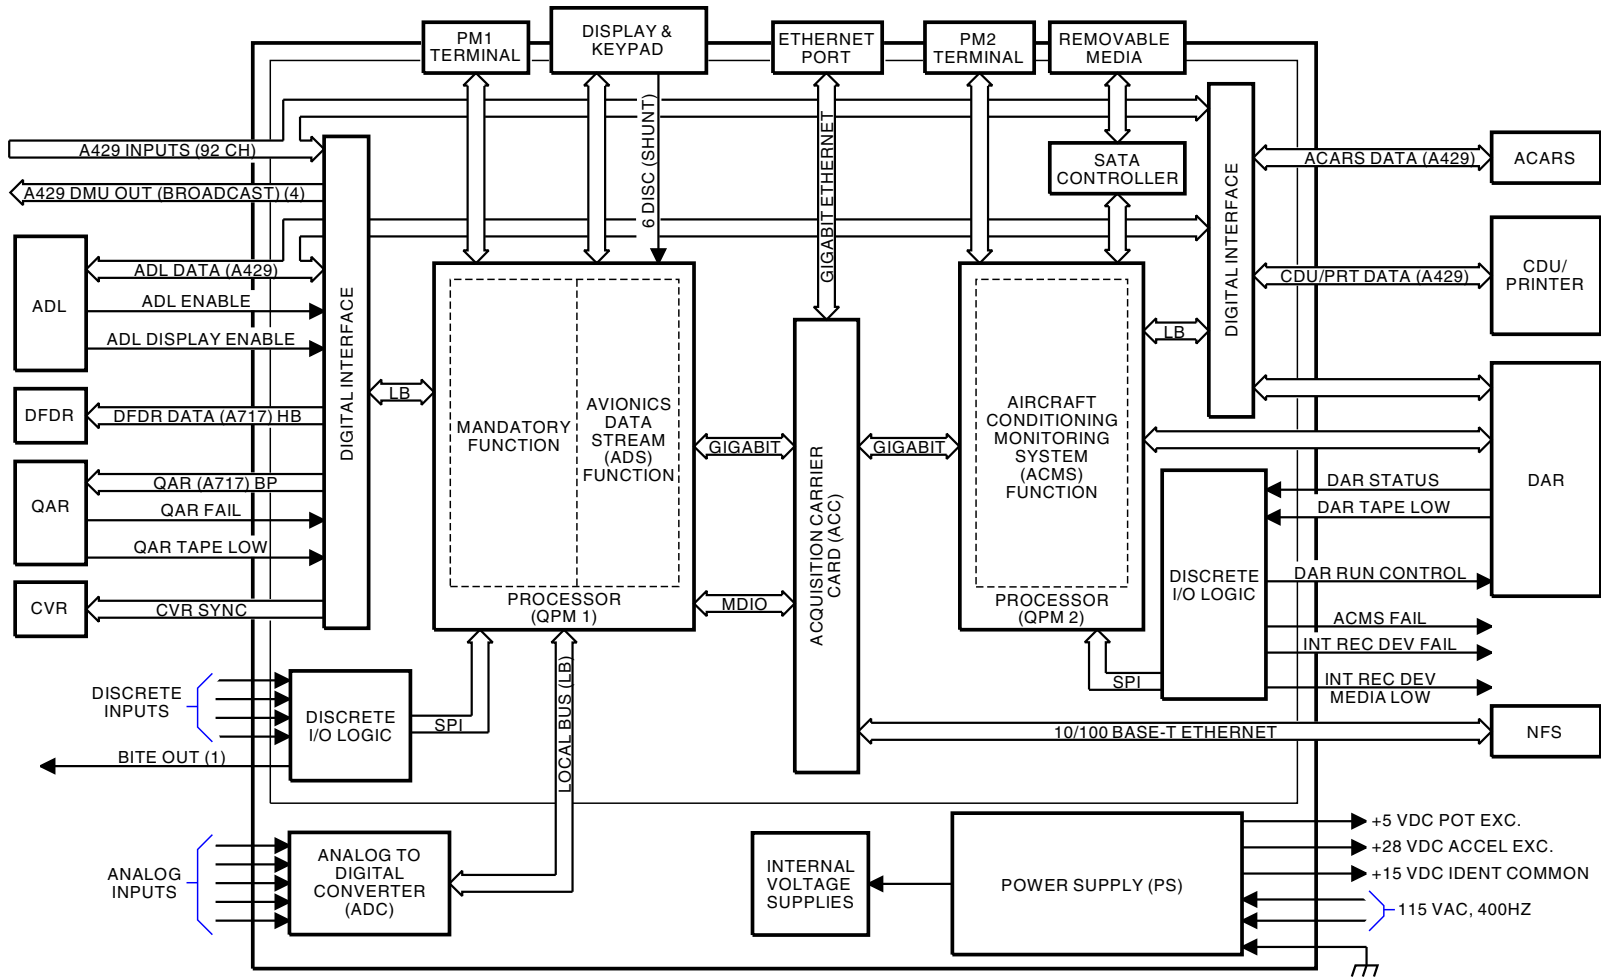 PM1
TERMINAL
DISPLAY &
KEYPAD
ETHERNET
PORT
PM2
TERMINAL
REMOVABLE
MEDIA
A429 INPUTS (92 CH)
A429 DMU OUT (BROADCAST) (4)
ADL
ADL DATA (A429)
ADL ENABLE
ADL DISPLAY ENABLE
DFDR
DFDR DATA (A717) HB
QAR
QAR (A717) BP
QAR FAIL
QAR TAPE LOW
CVR
CVR SYNC
DIGITAL INTERFACE
LB
6 DISC (SHUNT)
GIGABIT ETHERNET
MANDATORY
FUNCTION
AVIONICS
DATA
STREAM
(ADS)
FUNCTION
PROCESSOR
(QPM 1)
GIGABIT
MDIO
ACQUISITION CARRIER
CARD (ACC)
GIGABIT
SATA
CONTROLLER
AIRCRAFT
CONDITIONING
MONITORING
SYSTEM
(ACMS)
FUNCTION
PROCESSOR
(QPM 2)
LB
DIGITAL INTERFACE
ACARS DATA (A429)
ACARS
CDU/PRT DATA (A429)
CDU/
PRINTER
DAR
DAR STATUS
DAR TAPE LOW
DISCRETE
I/O LOGIC
DAR RUN CONTROL
ACMS FAIL
INT REC DEV FAIL
INT REC DEV
MEDIA LOW
SPI
10/100 BASE-T ETHERNET
NFS
DISCRETE
INPUTS
DISCRETE
I/O LOGIC
SPI
LOCAL BUS (LB)
BITE OUT (1)
ANALOG
INPUTS
ANALOG TO
DIGITAL
CONVERTER
(ADC)
INTERNAL
VOLTAGE
SUPPLIES
POWER SUPPLY (PS)
+5 VDC POT EXC.
+28 VDC ACCEL EXC.
+15 VDC IDENT COMMON
115 VAC, 400HZ